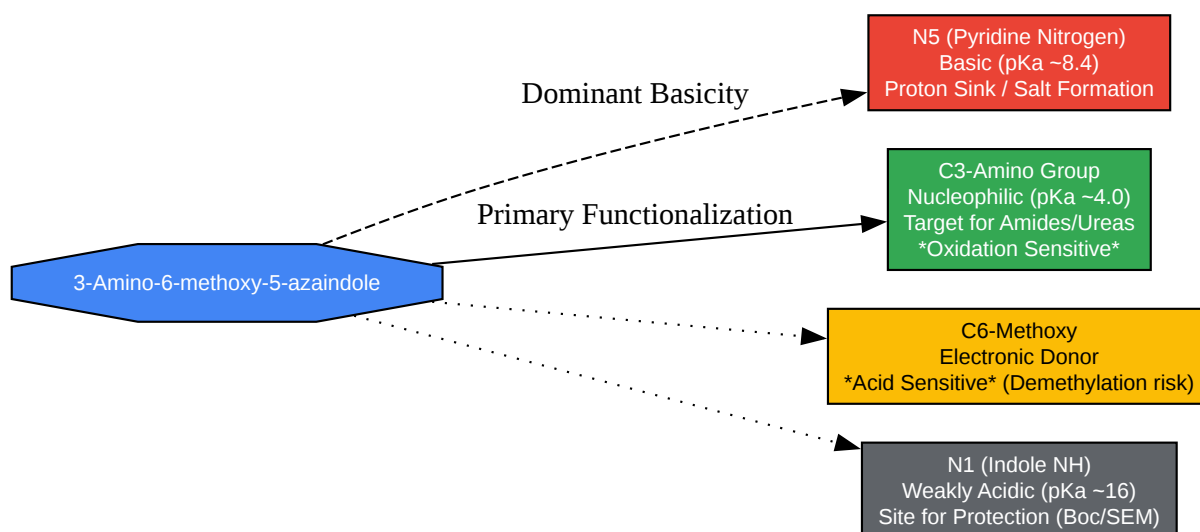 Dominant Basicity
Primary Functionalization
3-Amino-6-methoxy-5-azaindole
N5 (Pyridine Nitrogen)
Basic (pKa ~8.4)
Proton Sink / Salt Formation
C3-Amino Group
Nucleophilic (pKa ~4.0)
Target for Amides/Ureas
*Oxidation Sensitive*
C6-Methoxy
Electronic Donor
*Acid Sensitive* (Demethylation risk)
N1 (Indole NH)
Weakly Acidic (pKa ~16)
Site for Protection (Boc/SEM)